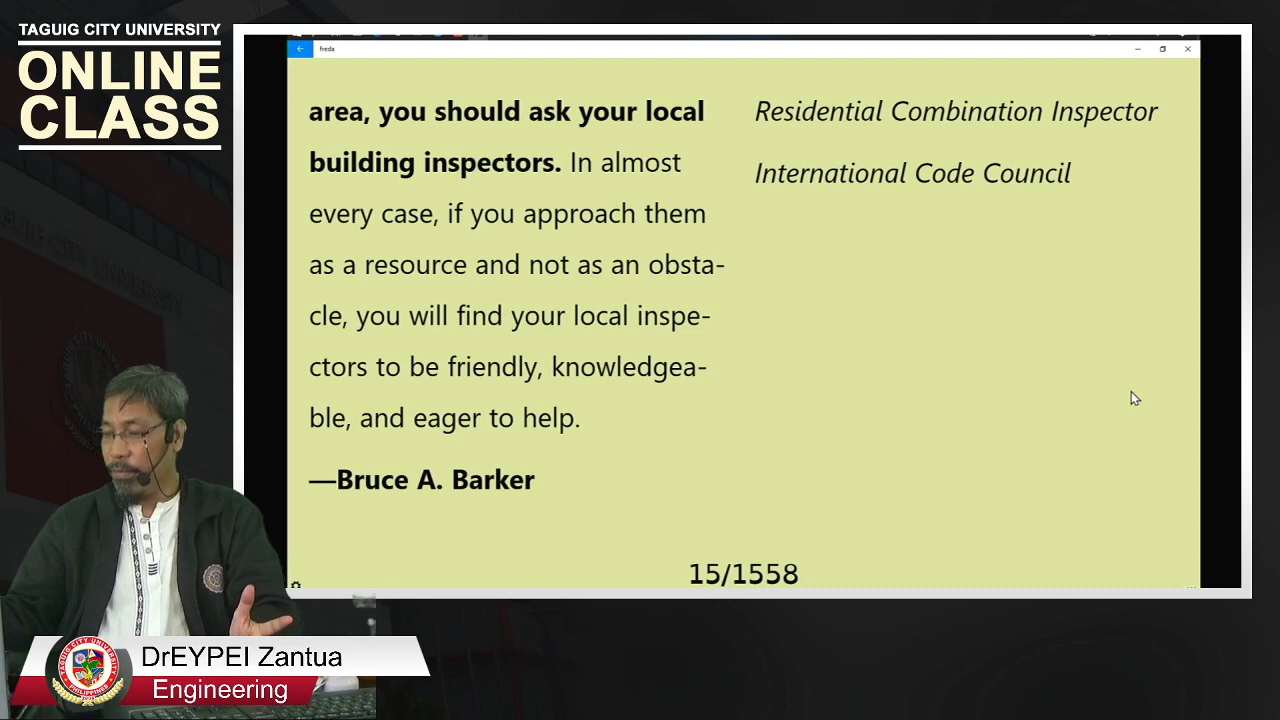 TAGUIG CITY UNIVERSITY
ONLINE
CLASS
freda
area, you should ask your local
building inspectors. In almost
every case, if you approach them
as a resource and not as an obsta-
cle, you will find your local inspe-
ctors to be friendly, knowledgea-
ble, and eager to help.
—Bruce A. Barker
Residential Combination Inspector
International Code Council
15/1558
DrEYPEI Zantua
Engineering